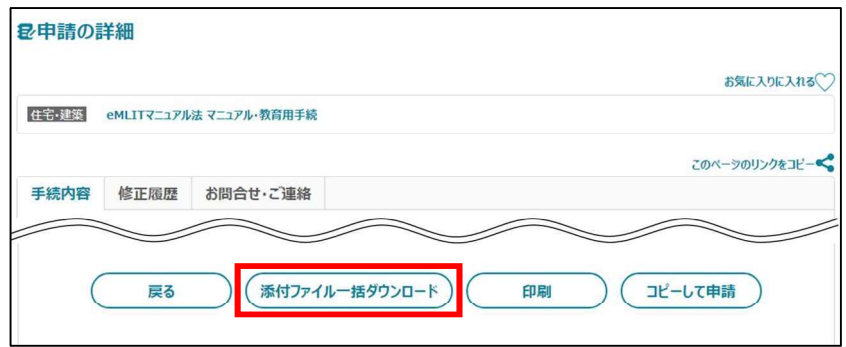 申請の詳細
お気に入りに入れる
住宅・建築 eMLITマニュアル法 マニュアル・教育用手続
このページのリンクをコピー
手続内容 修正履歴 お問合せ・ご連絡
戻る 添付ファイル一括ダウンロード 印刷 コピーして申請